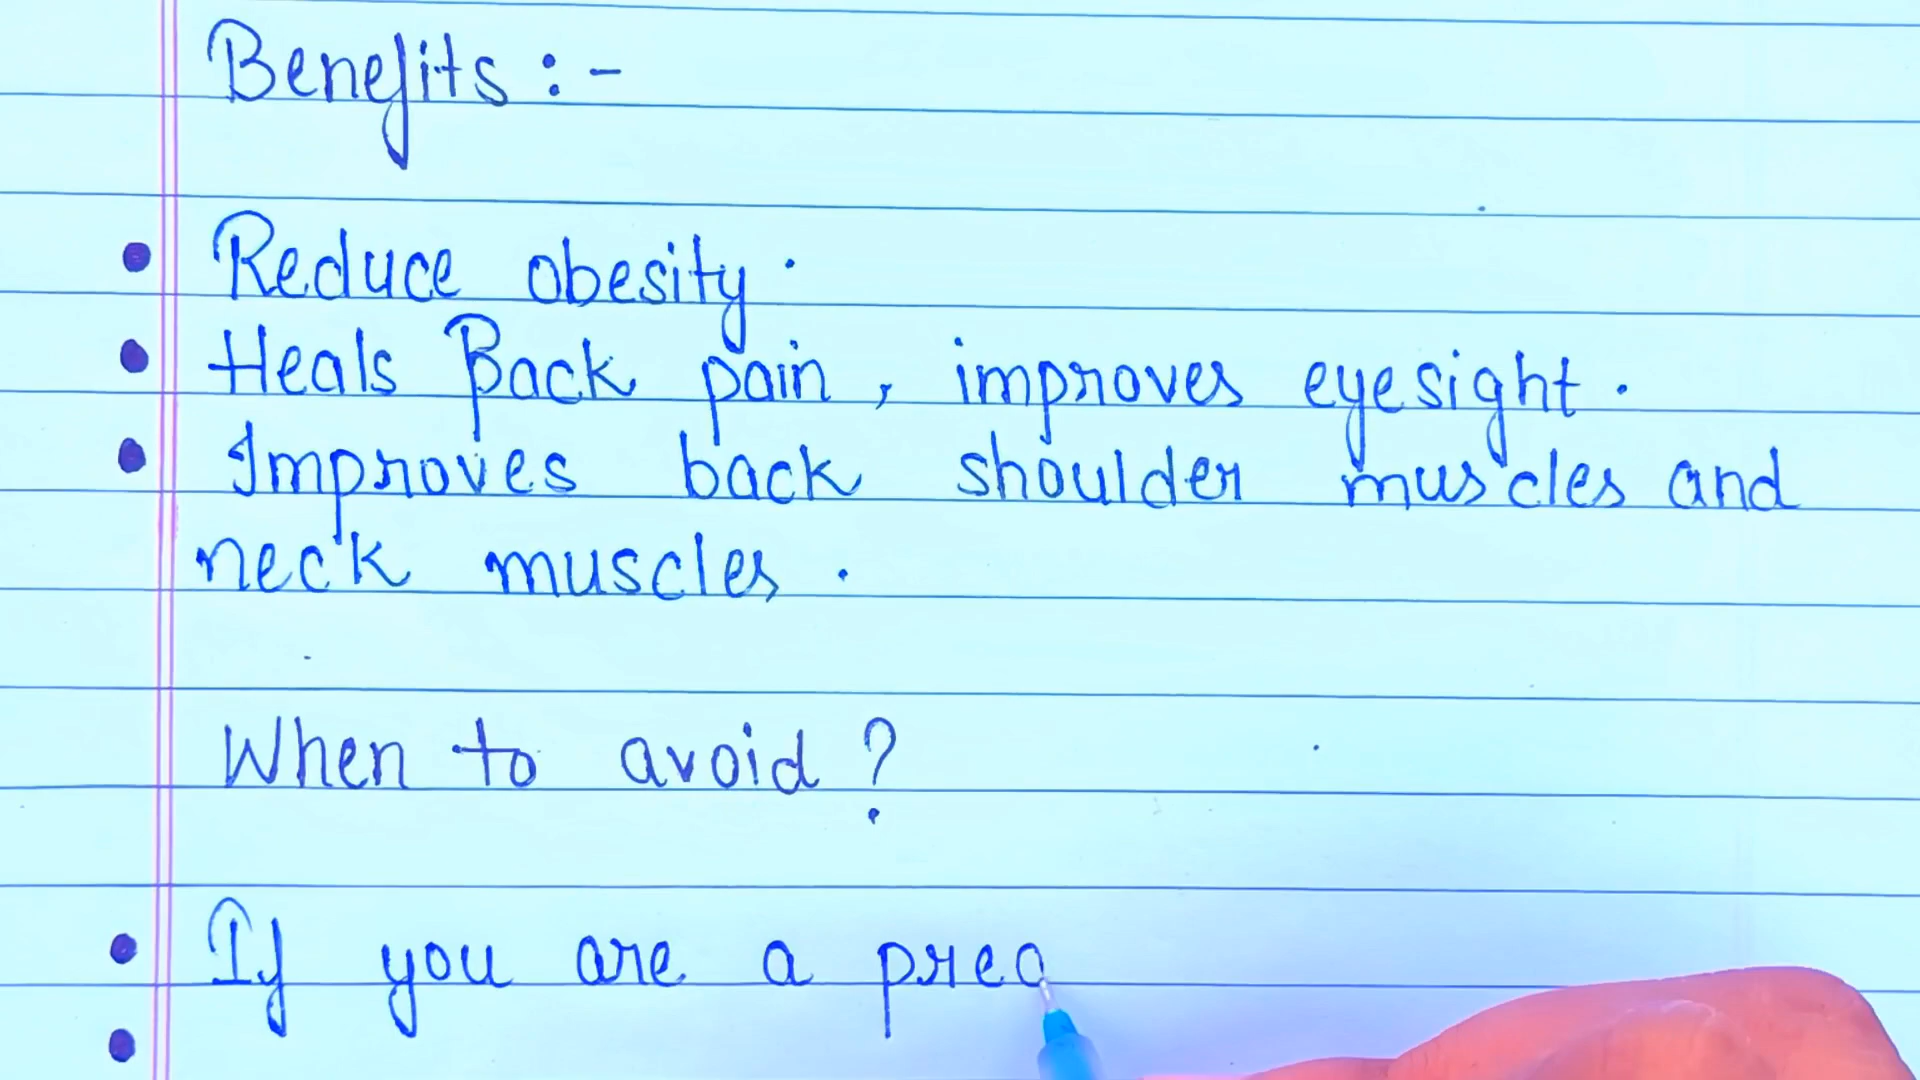 Benefits :-
• Reduce obesity.
• Heals Back pain, improves eyesight.
• Improves back shoulder muscles and
neck muscles.
When to avoid?
• If you are a
•